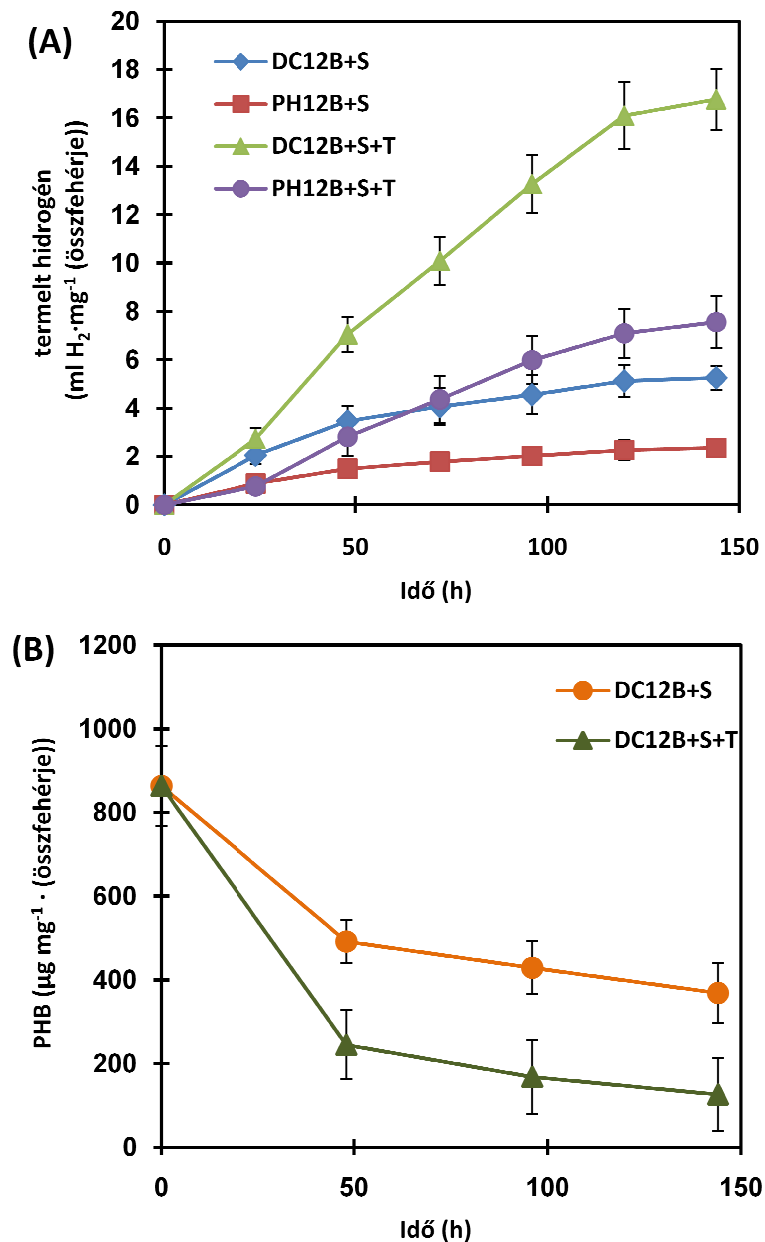 (A)
20
18
16
14
12
10
8
6
4
2
0
termelt hidrogén
(ml H₂·mg⁻¹ (összfehérje))
DC12B+S
PH12B+S
DC12B+S+T
PH12B+S+T
0 50 100 150
Idő (h)
(B)
1200
1000
800
600
400
200
0
PHB (µg mg⁻¹ · (összfehérje))
DC12B+S
DC12B+S+T
0 50 100 150
Idő (h)